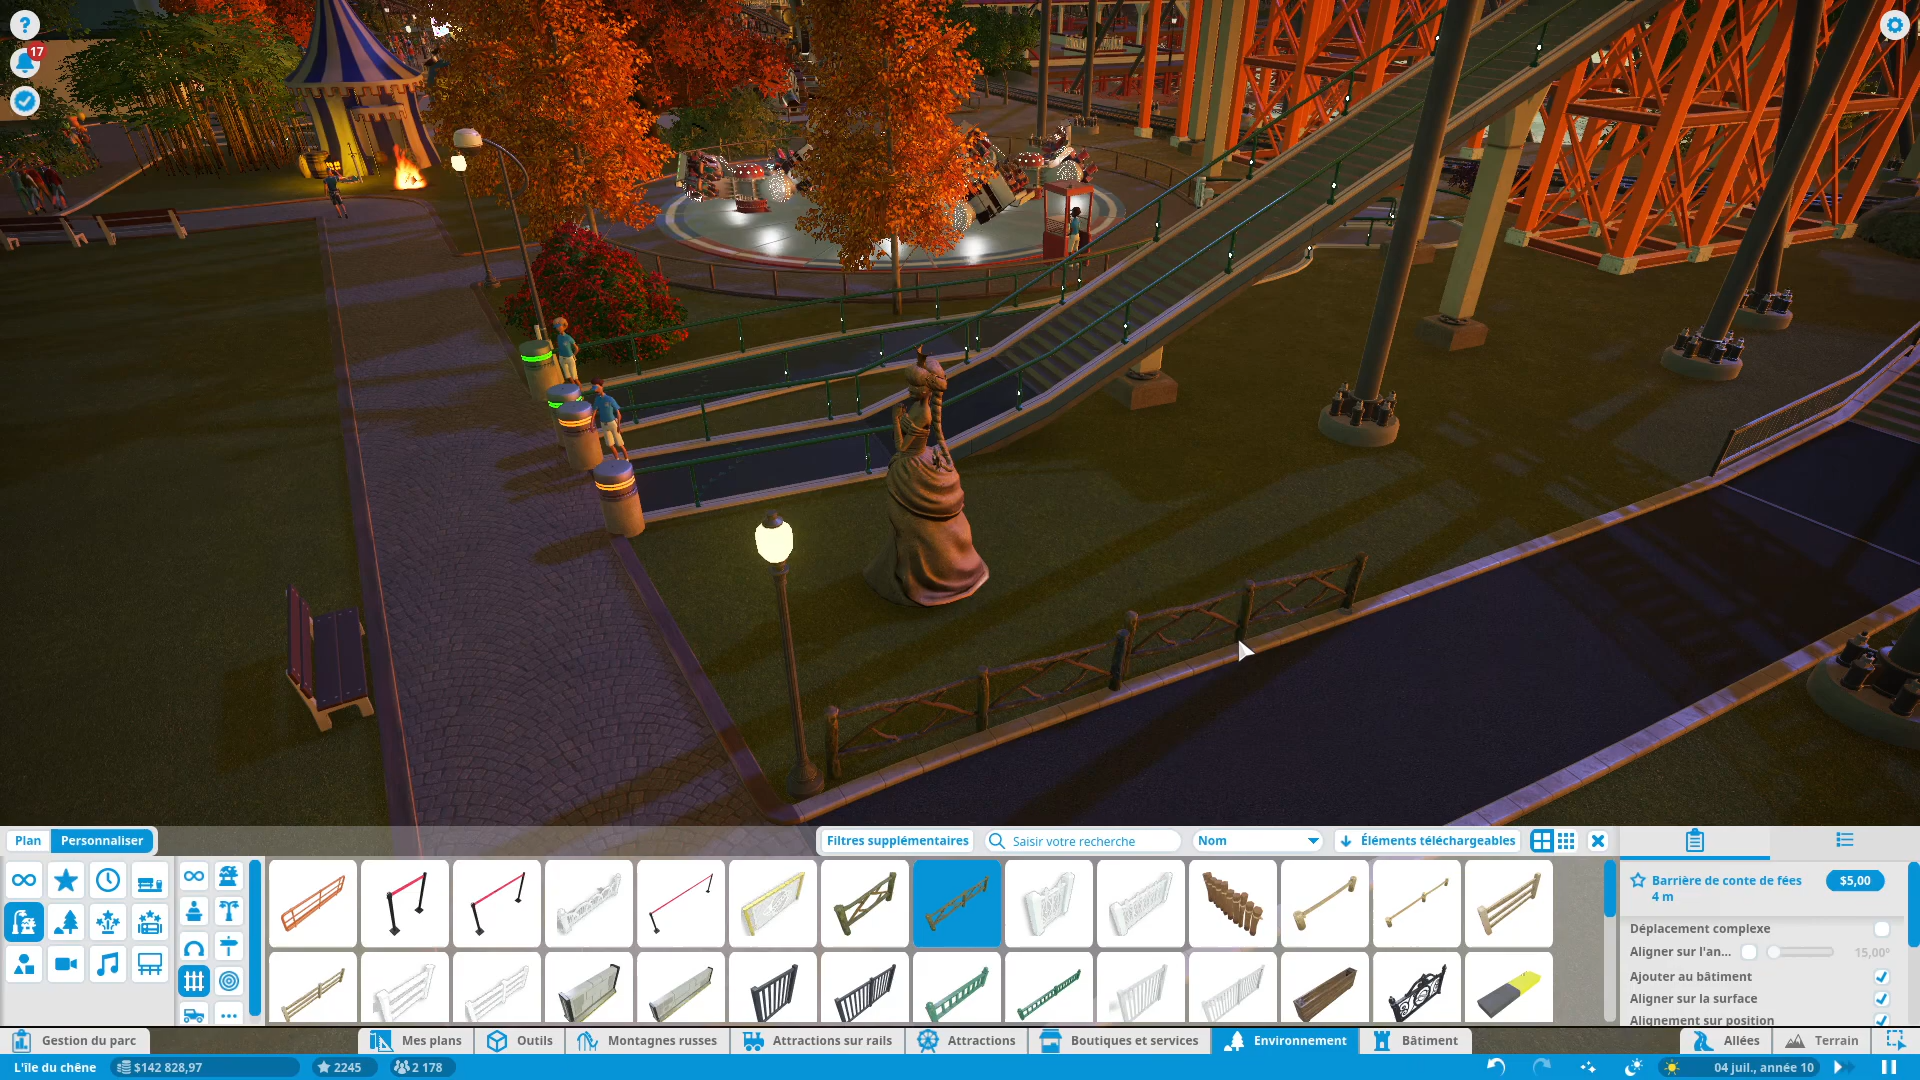 ?
17
Plan
Personnaliser
Filtres supplémentaires
Saisir votre recherche
Nom
Éléments téléchargeables
Barrière de conte de fées
4 m
$5,00
Déplacement complexe
Aligner sur l'an...
15,00°
Ajouter au bâtiment
Aligner sur la surface
Alignement sur position
Gestion du parc
Mes plans
Outils
Montagnes russes
Attractions sur rails
Attractions
Boutiques et services
Environnement
Bâtiment
Allées
Terrain
L'île du chêne
$142 828,97
2245
2 178
04 juil., année 10